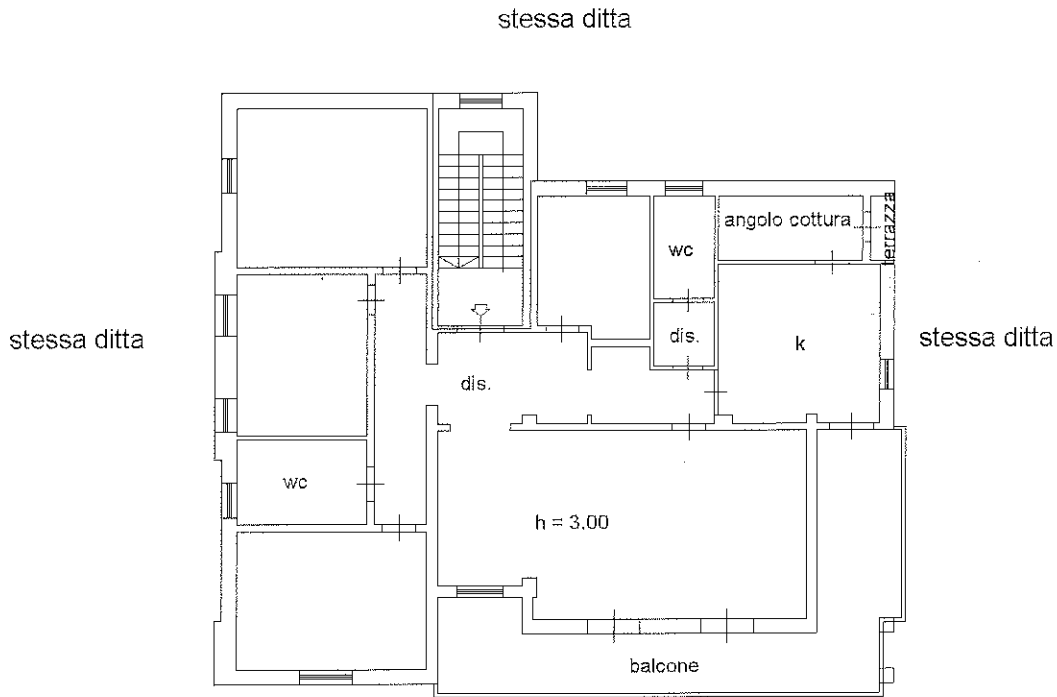 stessa ditta
angolo cottura
terrazza
wc
stessa ditta
dis.
k
stessa ditta
dis.
wc
h = 3.00
balcone